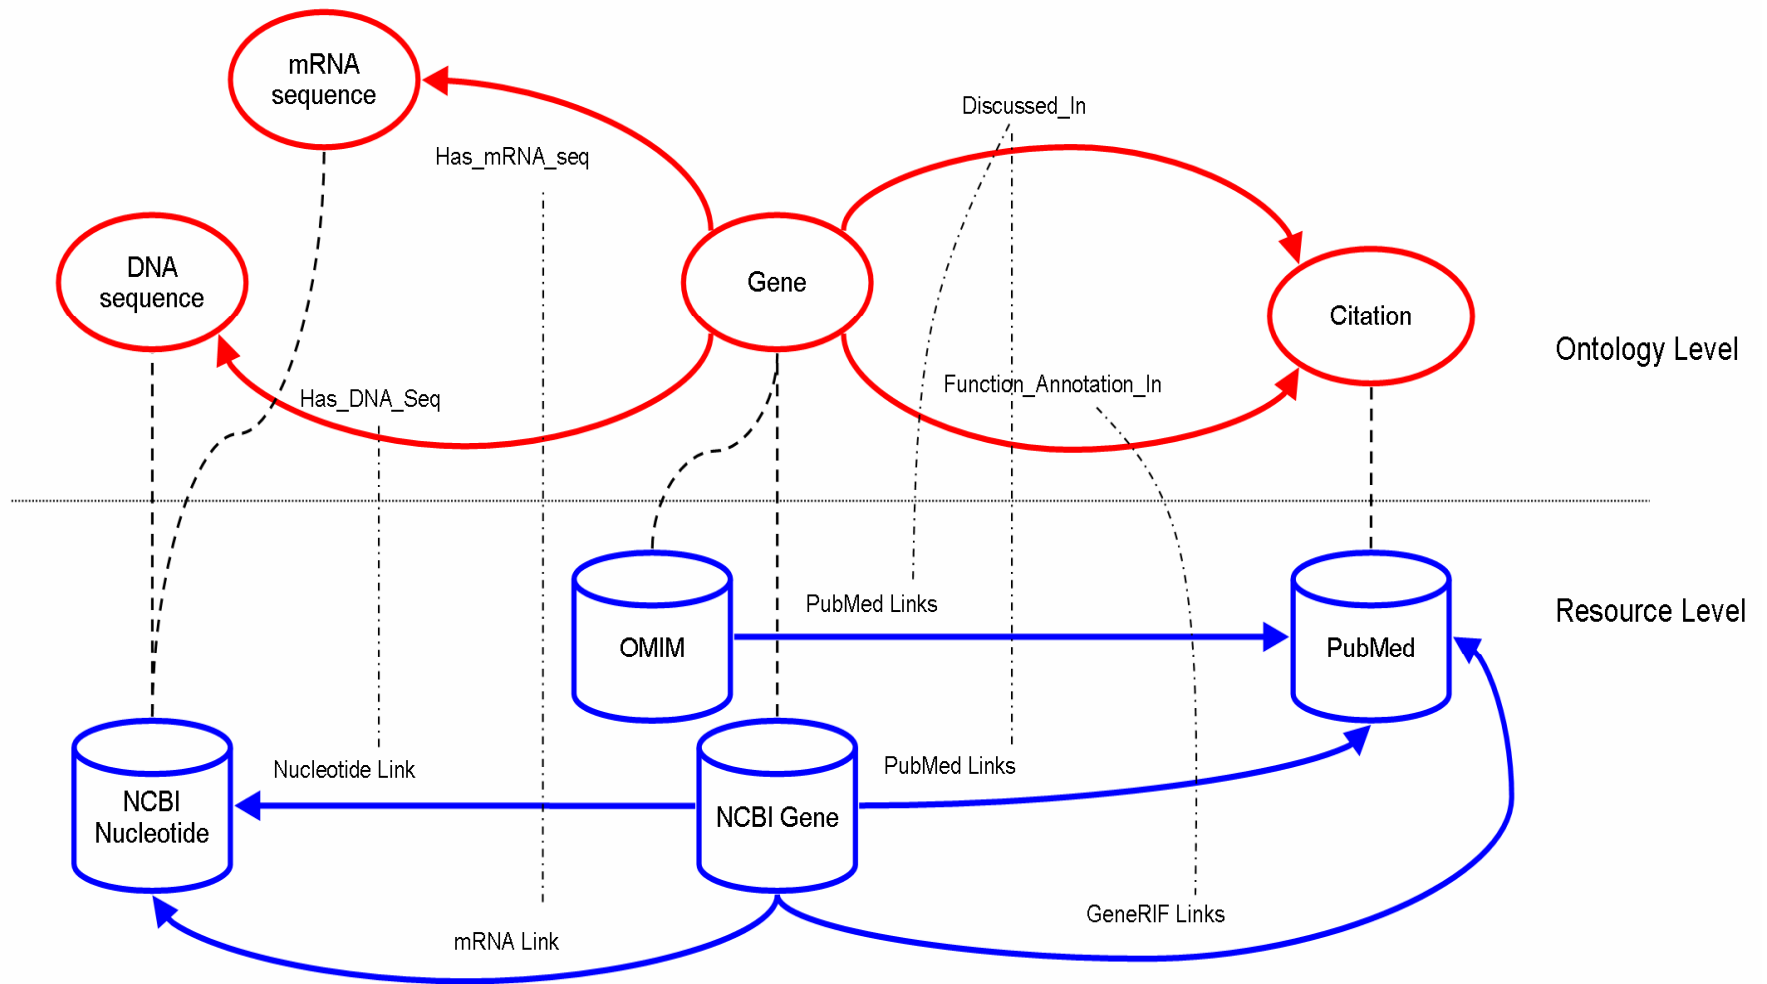 mRNA
sequence
Discussed_In
Has_mRNA_seq
DNA
sequence
Gene
Citation
Ontology Level
Function_Annotation_In
Has_DNA_Seq
PubMed Links
Resource Level
OMIM
PubMed
Nucleotide Link
PubMed Links
NCBI
Nucleotide
NCBI Gene
GeneRIF Links
mRNA Link